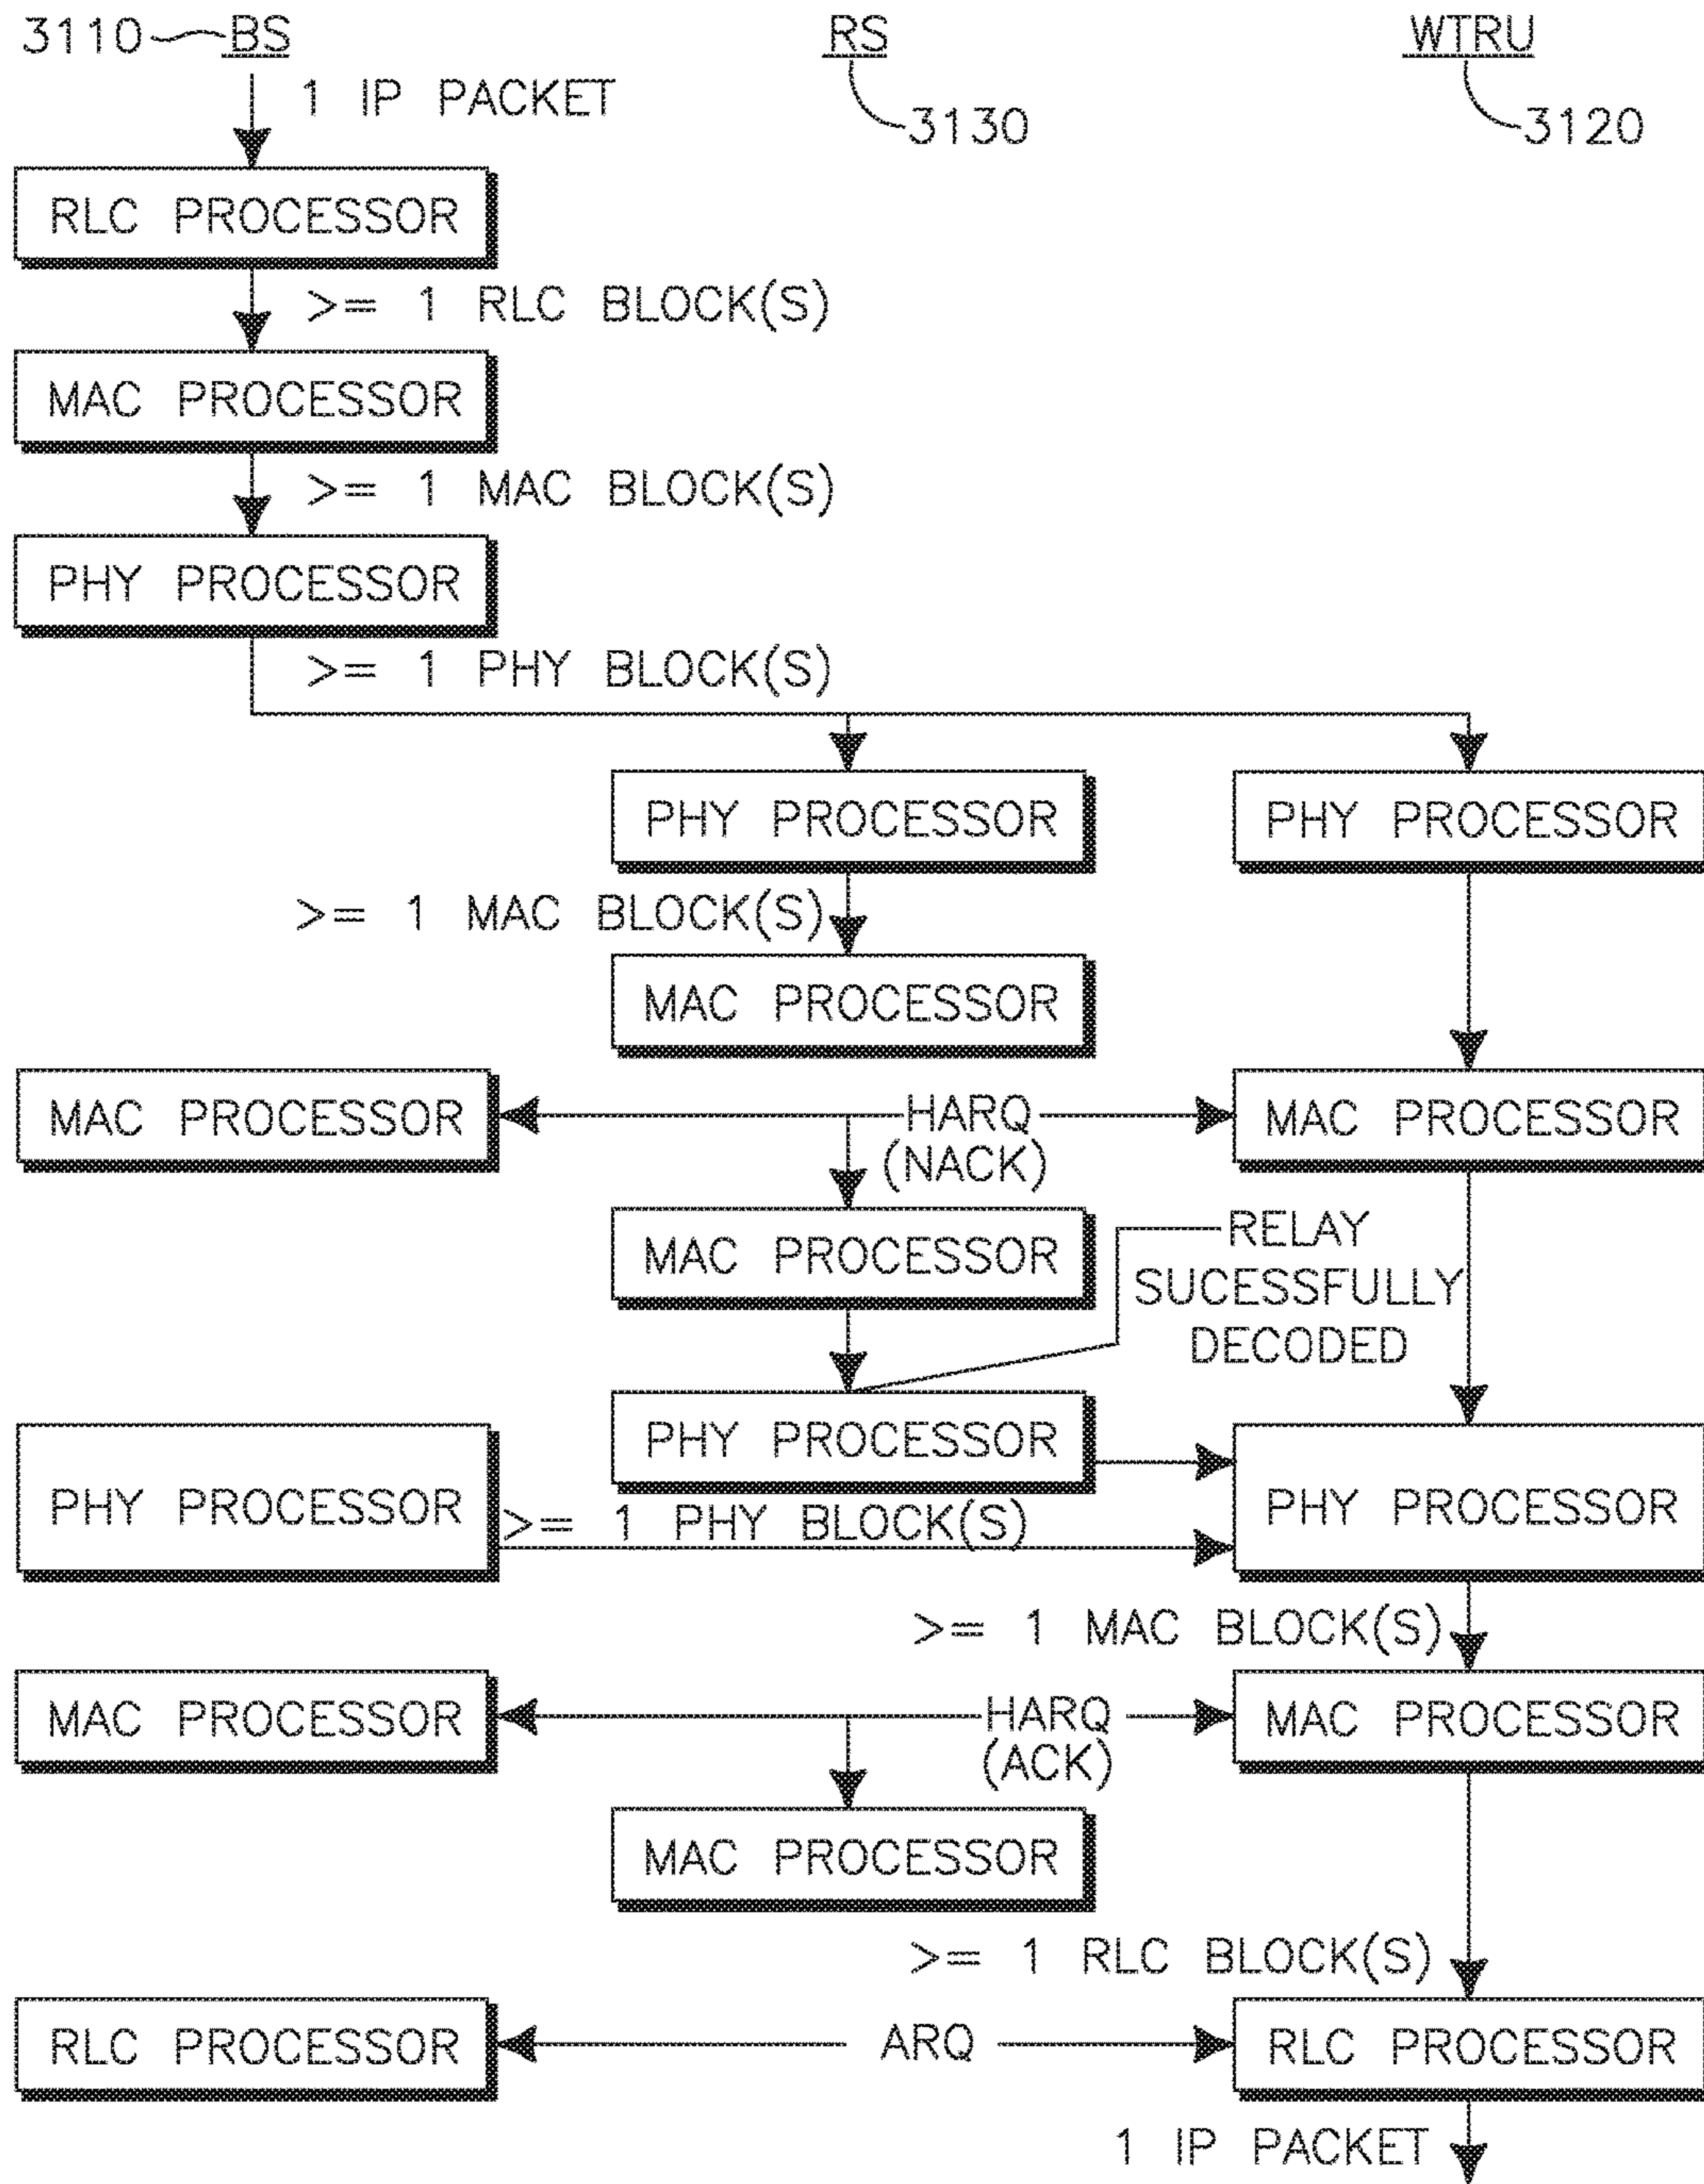 3110 BS RS WTRU
1 IP PACKET
3130 3120
RLC PROCESSOR
>= 1 RLC BLOCK(S)
MAC PROCESSOR
>= 1 MAC BLOCK(S)
PHY PROCESSOR
>= 1 PHY BLOCK(S)
PHY PROCESSOR PHY PROCESSOR
>= 1 MAC BLOCK(S)
MAC PROCESSOR
MAC PROCESSOR HARQ MAC PROCESSOR
(NACK)
MAC PROCESSOR
RELAY
SUCESSFULLY
DECODED
PHY PROCESSOR
PHY PROCESSOR PHY PROCESSOR
>= 1 PHY BLOCK(S)
>= 1 MAC BLOCK(S)
MAC PROCESSOR HARQ MAC PROCESSOR
(ACK)
MAC PROCESSOR
>= 1 RLC BLOCK(S)
RLC PROCESSOR ARQ RLC PROCESSOR
1 IP PACKET